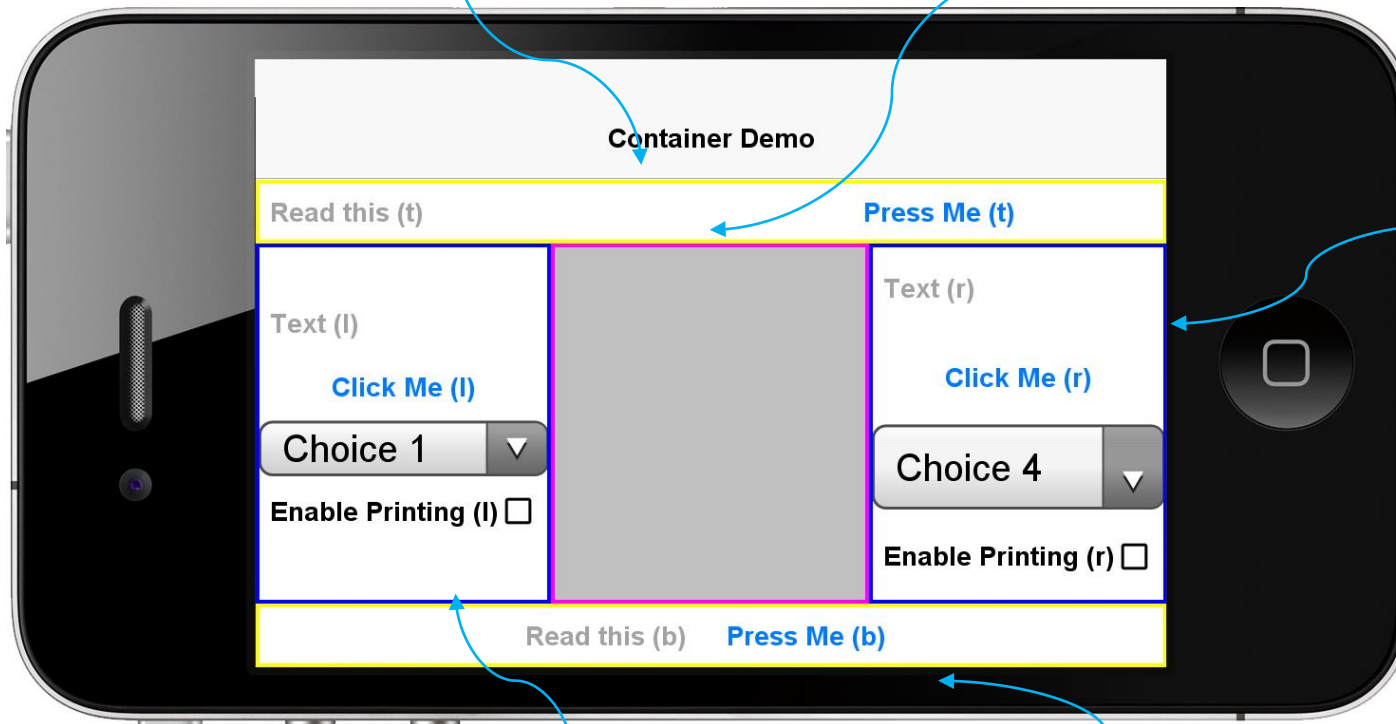 Container Demo
Read this (t) Press Me (t)
Text (l)
Click Me (l)
Choice 1
Enable Printing (l)
Text (r)
Click Me (r)
Choice 4
Enable Printing (r)
Read this (b) Press Me (b)